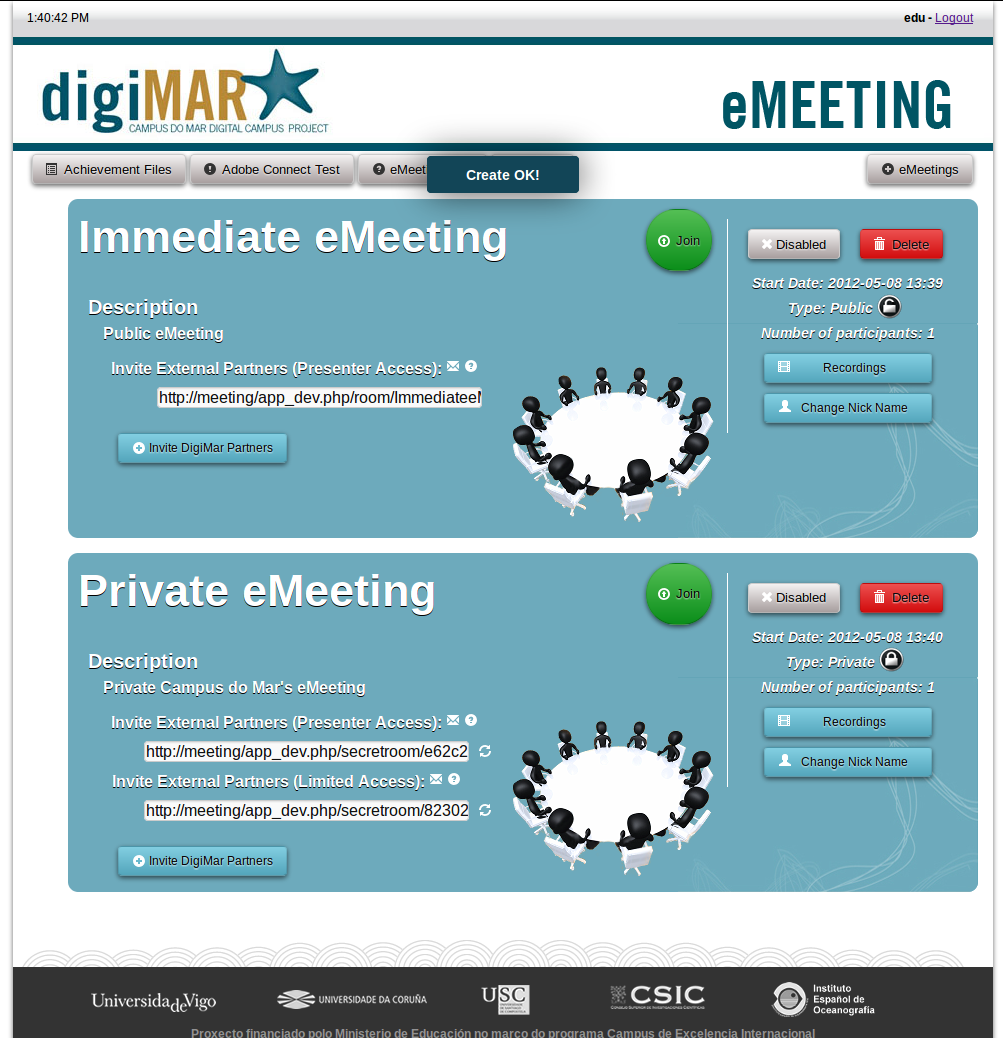 1:40:42 PM
edu - Logout
digiMAR
CAMPUS DO MAR DIGITAL CAMPUS PROJECT
eMEETING
Achievement Files
Adobe Connect Test
eMeet
Create OK!
eMeetings
Immediate eMeeting
Join
Disabled
Delete
Start Date: 2012-05-08 13:39
Type: Public
Number of participants: 1
Recordings
Change Nick Name
Description
Public eMeeting
Invite External Partners (Presenter Access):
http://meeting/app_dev.php/room/ImmediateeM
Invite DigiMar Partners
Private eMeeting
Join
Disabled
Delete
Start Date: 2012-05-08 13:40
Type: Private
Number of participants: 1
Recordings
Change Nick Name
Description
Private Campus do Mar's eMeeting
Invite External Partners (Presenter Access):
http://meeting/app_dev.php/secretroom/e62c2
Invite External Partners (Limited Access):
http://meeting/app_dev.php/secretroom/82302
Invite DigiMar Partners
UniversidadeVigo
UNIVERSIDADE DA CORUÑA
USC
CSIC
Instituto
Español de
Oceanografía
Proxecto financiado polo Ministerio de Educación no marco do programa Campus de Excelencia Internacional